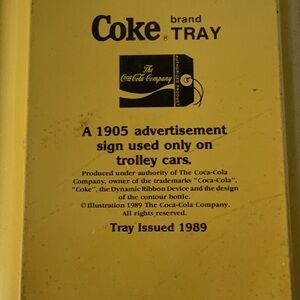 Coke ® brand
TRAY
The
Coca-Cola Company
AUTHORIZED PRODUCT
A 1905 advertisement
sign used only on
trolley cars.
Produced under authority of The Coca-Cola
Company, owner of the trademarks "Coca-Cola",
"Coke", the Dynamic Ribbon Device and the design
of the contour bottle.
© Illustration 1989 The Coca-Cola Company.
All rights reserved.
Tray Issued 1989